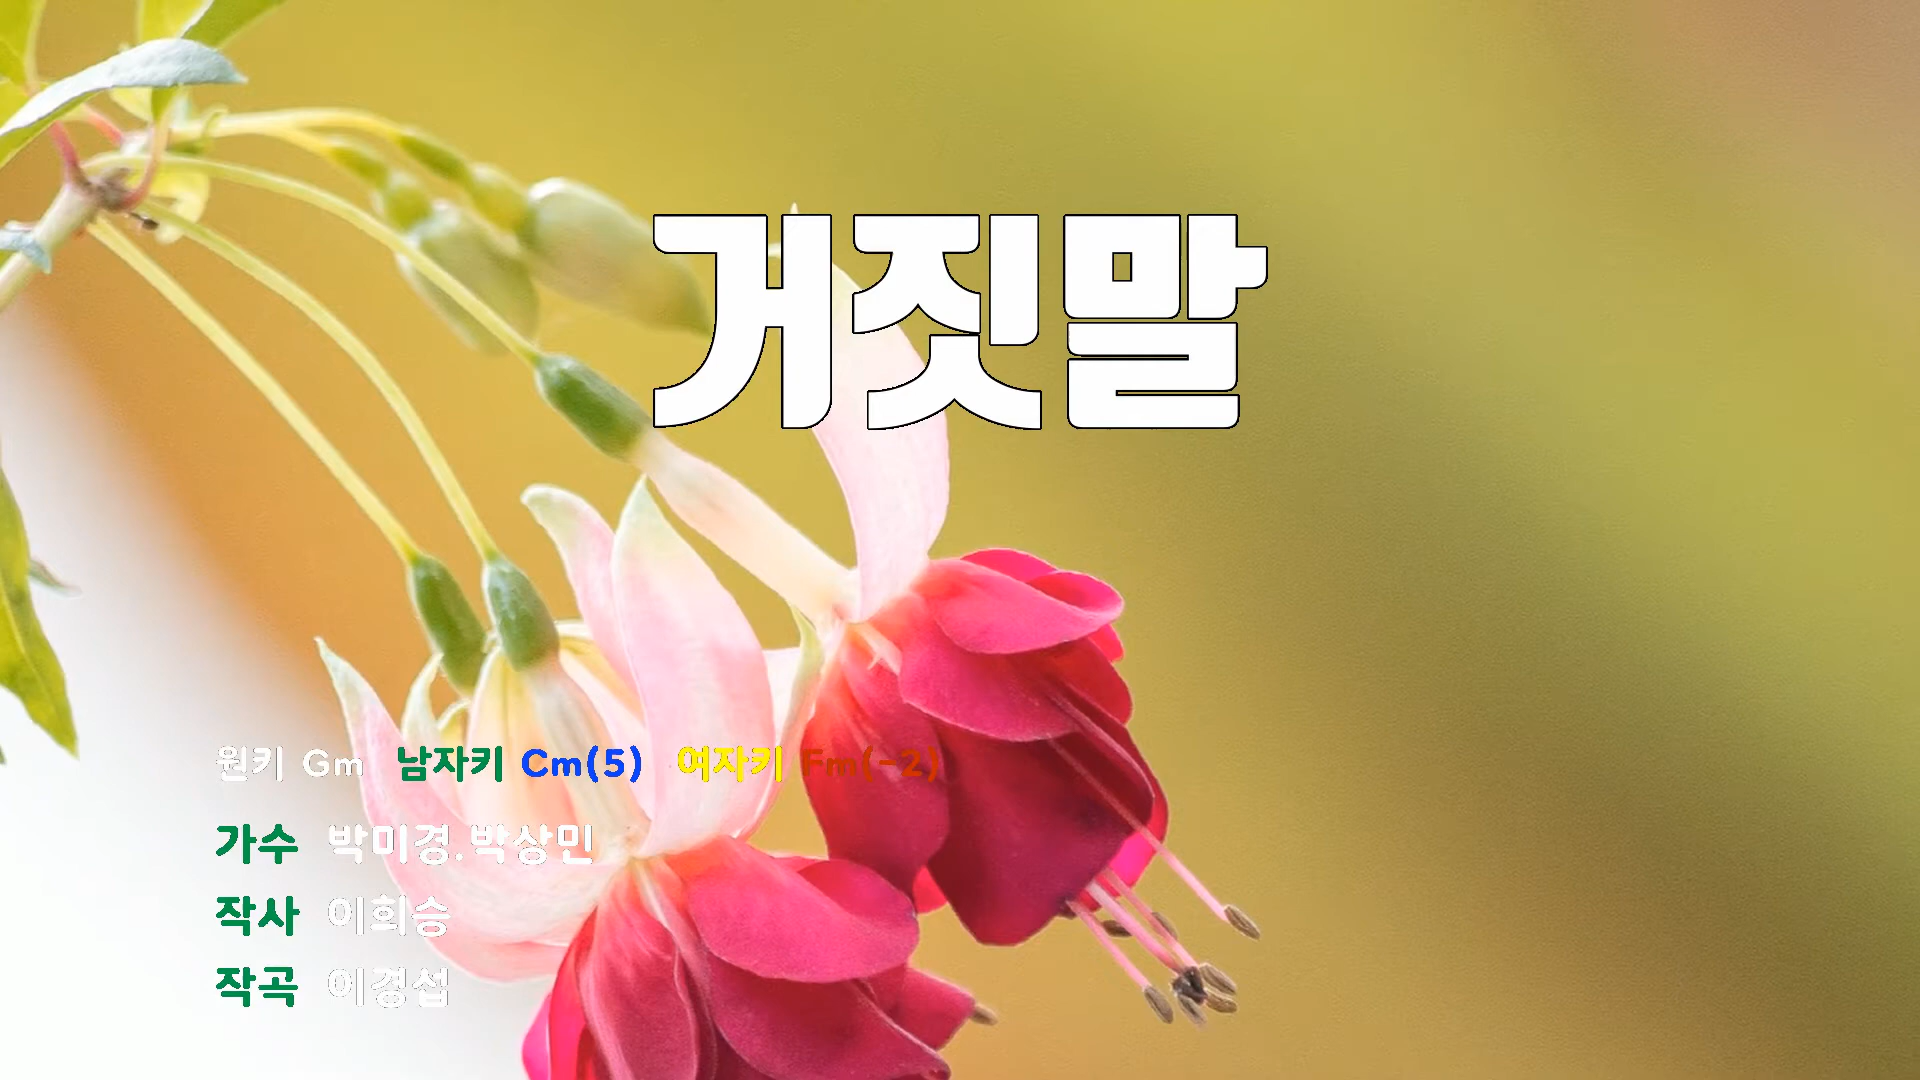 거짓말
원키 Gm 남자키 Cm(5) 여자키 Fm(-2)
가수 박미경.박상민
작사 이희승
작곡 이경섭